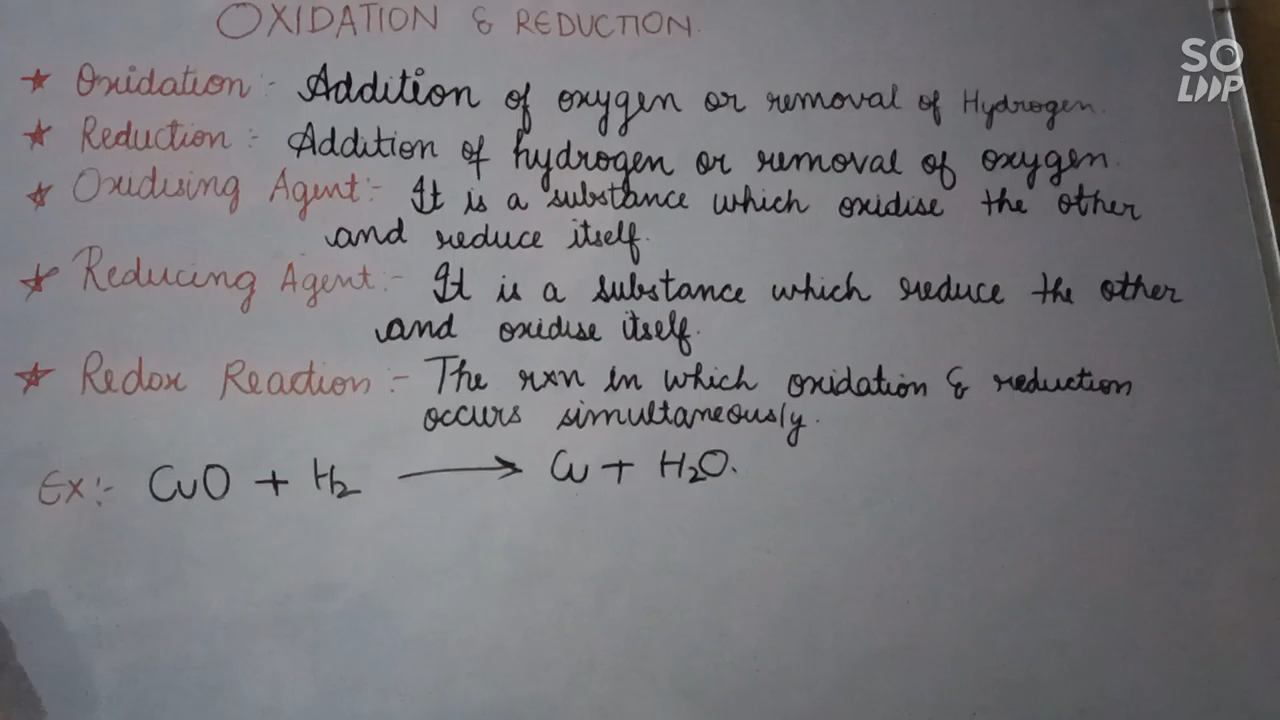 OXIDATION & REDUCTION.
SO
LOOP
★ Oxidation :- Addition of oxygen or removal of Hydrogen.
★ Reduction :- Addition of hydrogen or removal of oxygen.
★ Oxidising Agent :- It is a substance which oxidise the other
and reduce itself.
★ Reducing Agent :- It is a substance which reduce the other
and oxidise itself.
★ Redox Reaction :- The rxn in which oxidation & reduction
occurs simultaneously.
Ex:- CuO + H₂ ⟶ Cu + H₂O.